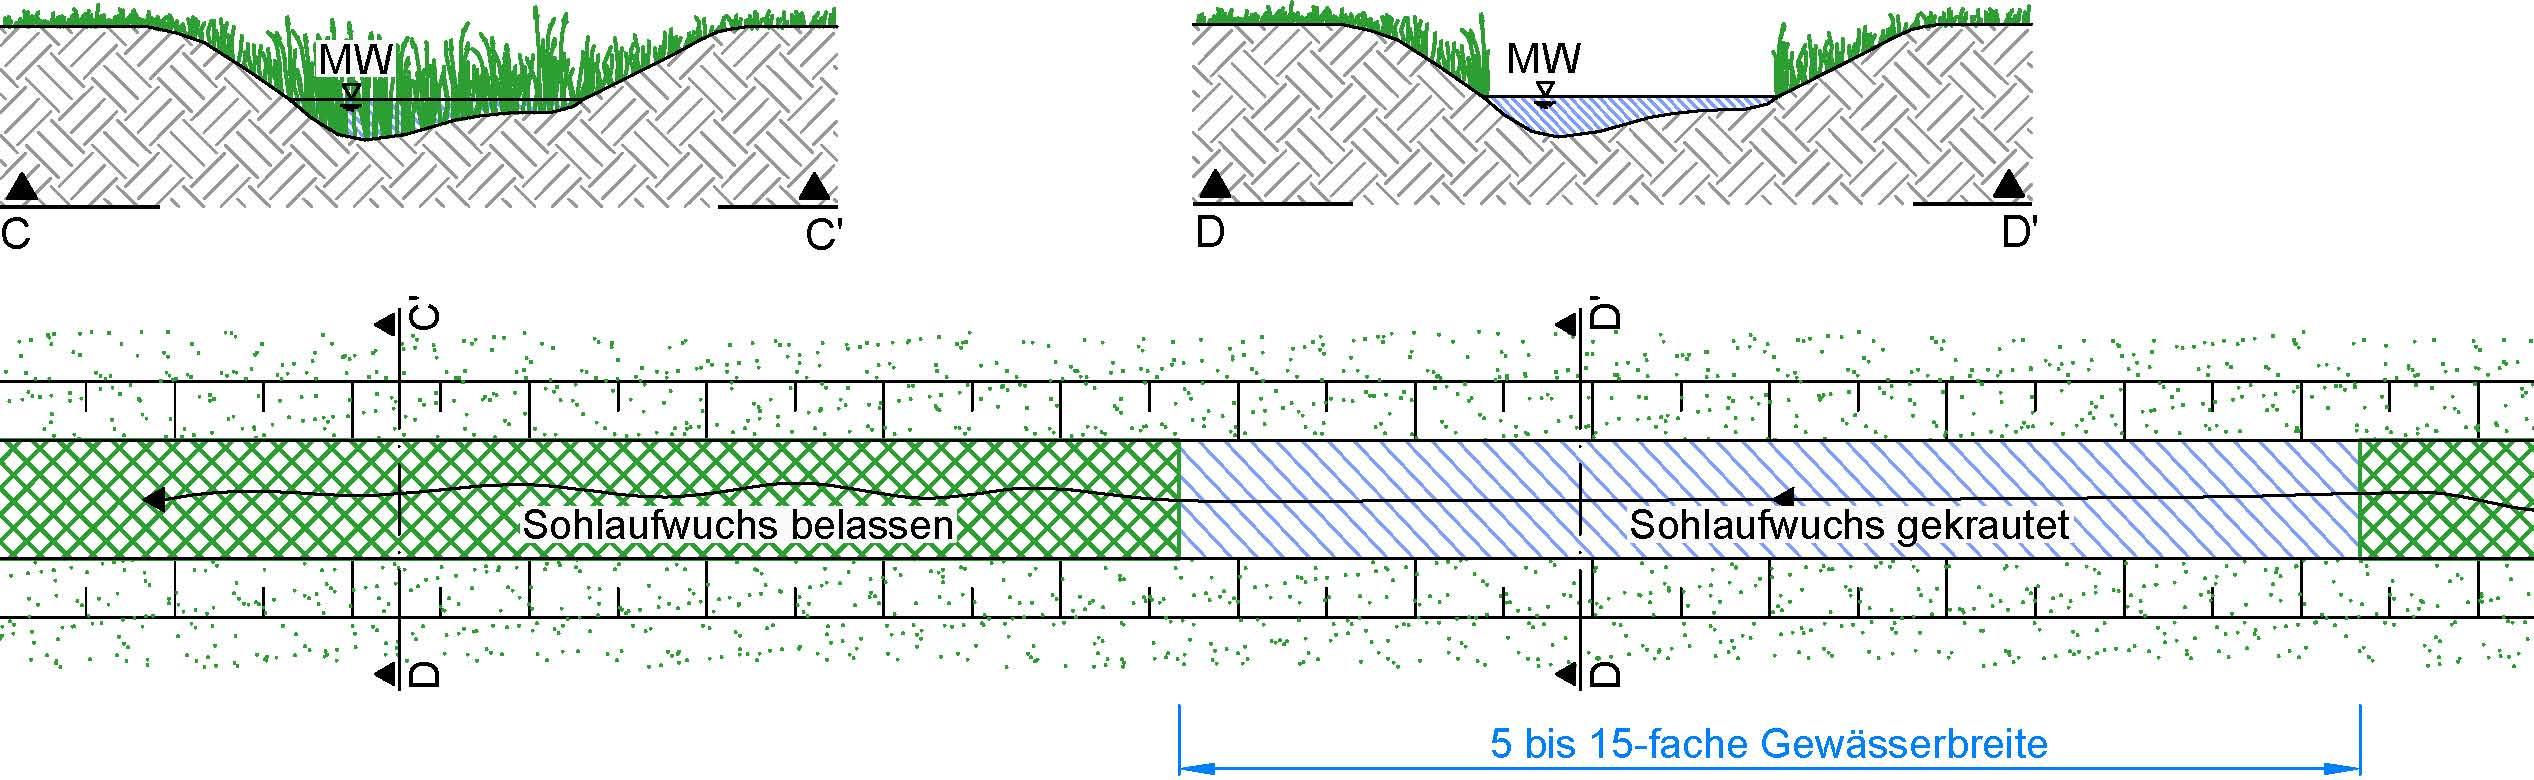 MW
MW
C C'
D D'
C'
D'
Sohlaufwuchs belassen
Sohlaufwuchs gekrautet
D
D
5 bis 15-fache Gewässerbreite